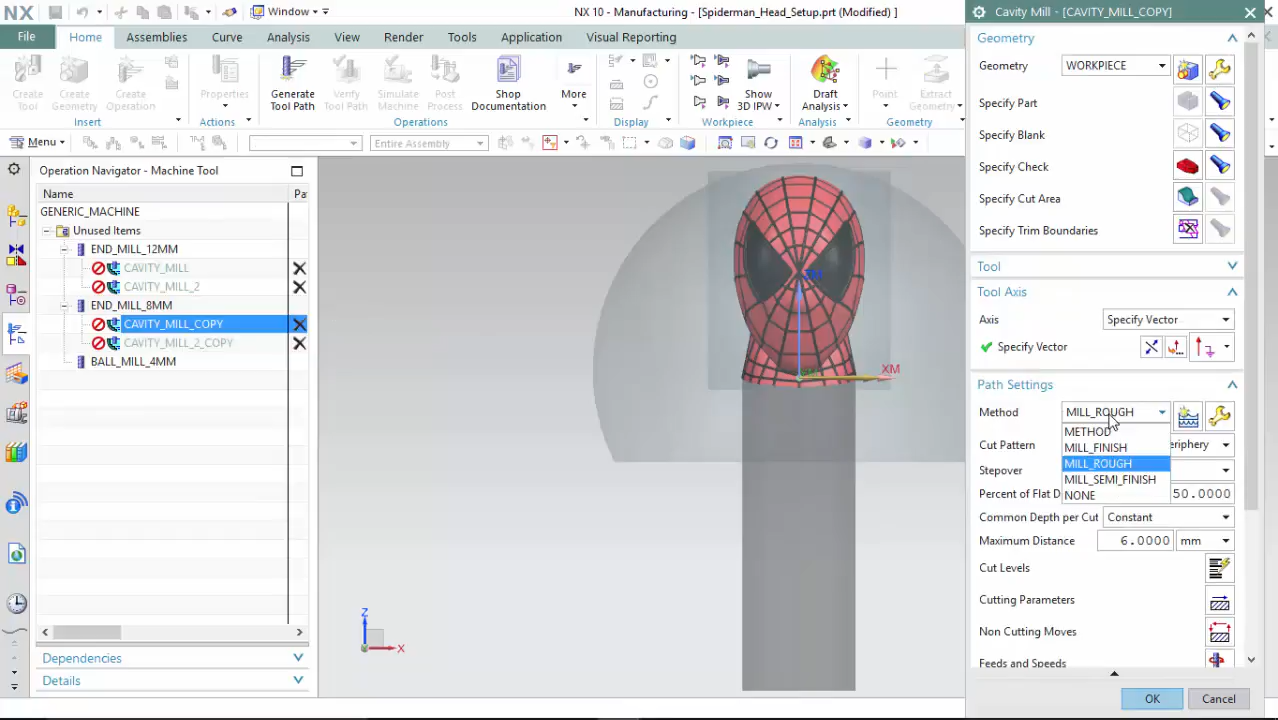 NX
Window
NX 10 - Manufacturing - [Spiderman_Head_Setup.prt (Modified) ]
Cavity Mill - [CAVITY_MILL_COPY]
File
Home
Assemblies
Curve
Analysis
View
Render
Tools
Application
Visual Reporting
Create Tool
Create Geometry
Create Operation
Properties
Generate Tool Path
Verify Tool Path
Simulate Machine
Post Process
Shop Documentation
More
Show 3D IPW
Draft Analysis
Point
Extract Geometry
Insert
Actions
Operations
Display
Workpiece
Analysis
Geometry
Menu
Entire Assembly
Operation Navigator - Machine Tool
Name
Pa
GENERIC_MACHINE
Unused Items
END_MILL_12MM
CAVITY_MILL
CAVITY_MILL_2
END_MILL_8MM
CAVITY_MILL_COPY
CAVITY_MILL_2_COPY
BALL_MILL_4MM
Dependencies
Details
XM
Z
X
Geometry
Geometry WORKPIECE
Specify Part
Specify Blank
Specify Check
Specify Cut Area
Specify Trim Boundaries
Tool
Tool Axis
Axis Specify Vector
Specify Vector
Path Settings
Method MILL_ROUGH
METHOD
Cut Pattern riphery
MILL_FINISH
MILL_ROUGH
Stepover
MILL_SEMI_FINISH
Percent of Flat D 50.0000
NONE
Common Depth per Cut Constant
Maximum Distance 6.0000 mm
Cut Levels
Cutting Parameters
Non Cutting Moves
Feeds and Speeds
OK
Cancel